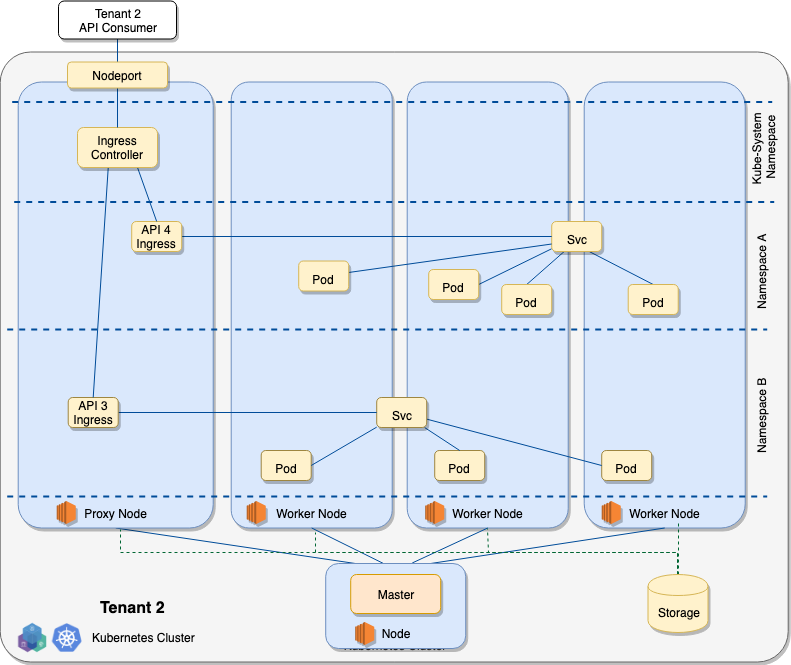 Tenant 2
API Consumer
Nodeport
Ingress
Controller
Kube-System
Namespace
API 4
Ingress
Svc
Namespace A
Pod
Pod
Pod
Pod
API 3
Ingress
Svc
Namespace B
Pod
Pod
Pod
Proxy Node
Worker Node
Worker Node
Worker Node
Master
Storage
Tenant 2
Kubernetes Cluster
Node
Kubernetes Cluster